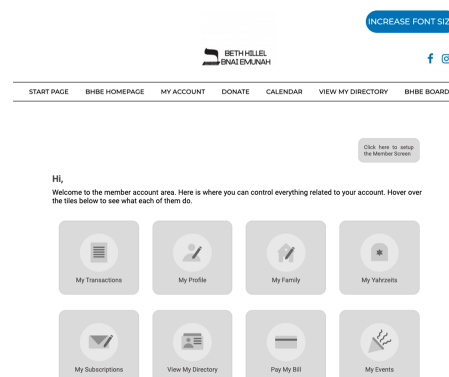 INCREASE FONT SIZ
BETH HILLEL
BNAI EMUNAH
START PAGE BHBE HOMEPAGE MY ACCOUNT DONATE CALENDAR VIEW MY DIRECTORY BHBE BOARD
Click here to setup
the Member Screen
Hi,
Welcome to the member account area. Here is where you can control everything related to your account. Hover over
the tiles below to see what each of them do.
My Transactions My Profile My Family My Yahrzeits
My Subscriptions View My Directory Pay My Bill My Events